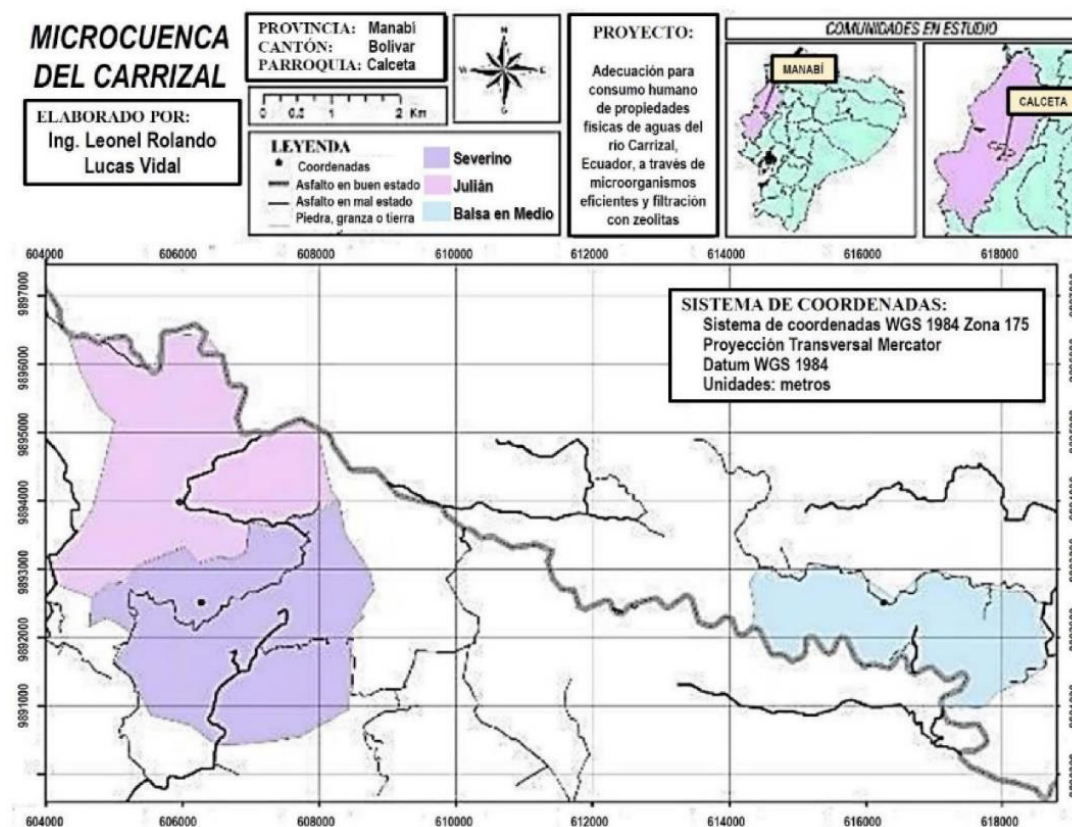 MICROCUENCA
DEL CARRIZAL
ELABORADO POR:
Ing. Leonel Rolando
Lucas Vidal
PROVINCIA: Manabí
CANTÓN: Bolivar
PARROQUIA: Calceta
0 0.5 1 2 Km
LEYENDA
Coordenadas
Asfalto en buen estado
Asfalto en mal estado
Piedra, granza o tierra
Severino
Julián
Balsa en Medio
N
W
E
PROYECTO:
Adecuación para
consumo humano
de propiedades
físicas de aguas del
río Carrizal,
Ecuador, a través de
microorganismos
eficientes y filtración
con zeolitas
COMUNIDADES EN ESTUDIO
MANABÍ
CALCETA
604000 606000 608000 610000 612000 614000 616000 618000
SISTEMA DE COORDENADAS:
Sistema de coordenadas WGS 1984 Zona 175
Proyección Transversal Mercator
Datum WGS 1984
Unidades: metros
9897000
9896000
9895000
9894000
9893000
9892000
9891000
604000 606000 608000 610000 612000 614000 616000 618000